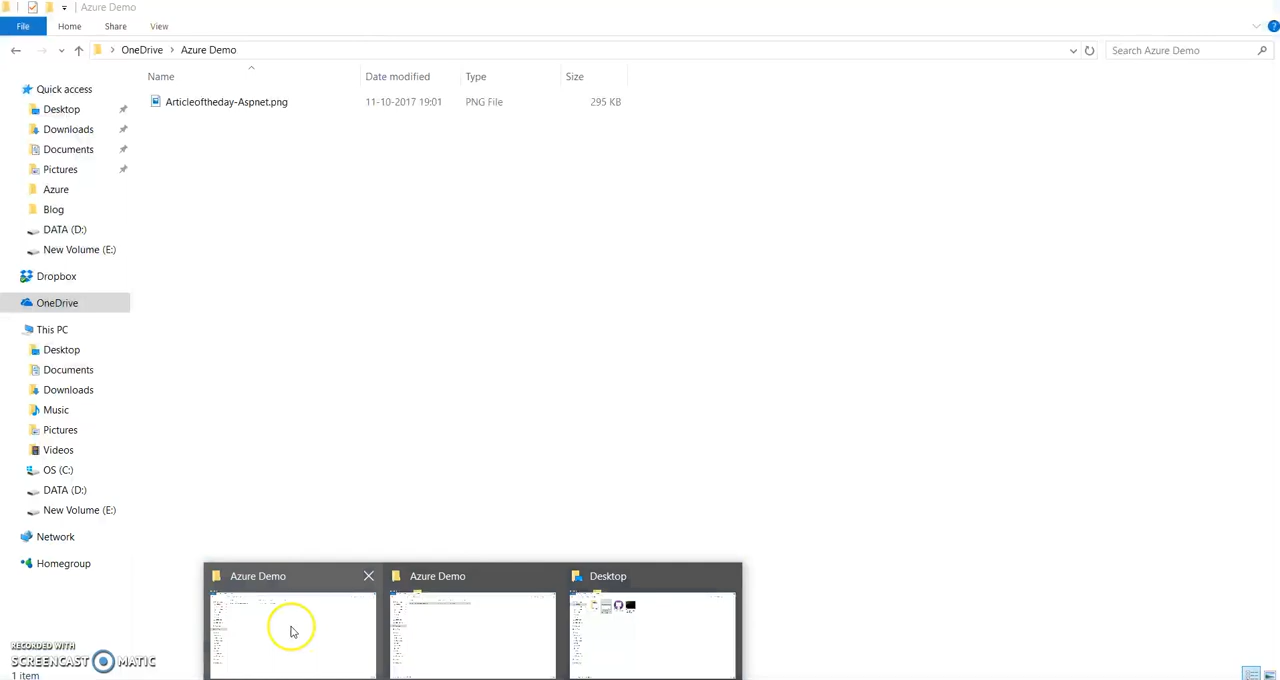 Azure Demo
File Home Share View
OneDrive Azure Demo Search Azure Demo
Name Date modified Type Size
Articleoftheday-Aspnet.png 11-10-2017 19:01 PNG File 295 KB
Quick access
Desktop
Downloads
Documents
Pictures
Azure
Blog
DATA (D:)
New Volume (E:)
Dropbox
OneDrive
This PC
Desktop
Documents
Downloads
Music
Pictures
Videos
OS (C:)
DATA (D:)
New Volume (E:)
Network
Homegroup
Azure Demo Azure Demo Desktop
RECORDED WITH
SCREENCAST MATIC
1 item